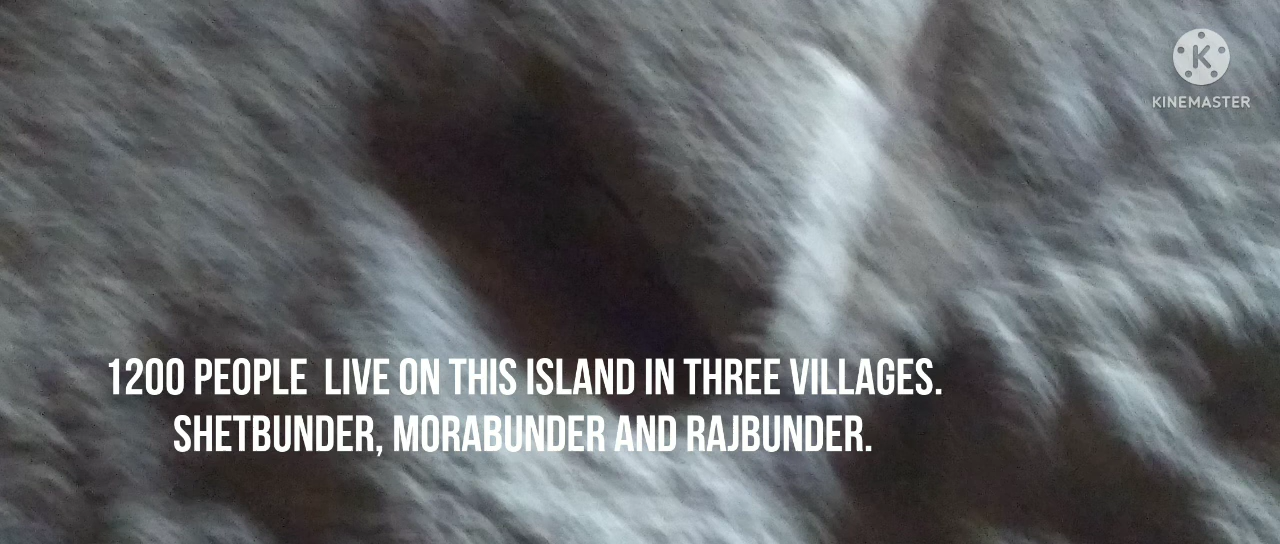 KINEMASTER
1200 PEOPLE LIVE ON THIS ISLAND IN THREE VILLAGES.
SHETBUNDER, MORABUNDER AND RAJBUNDER.